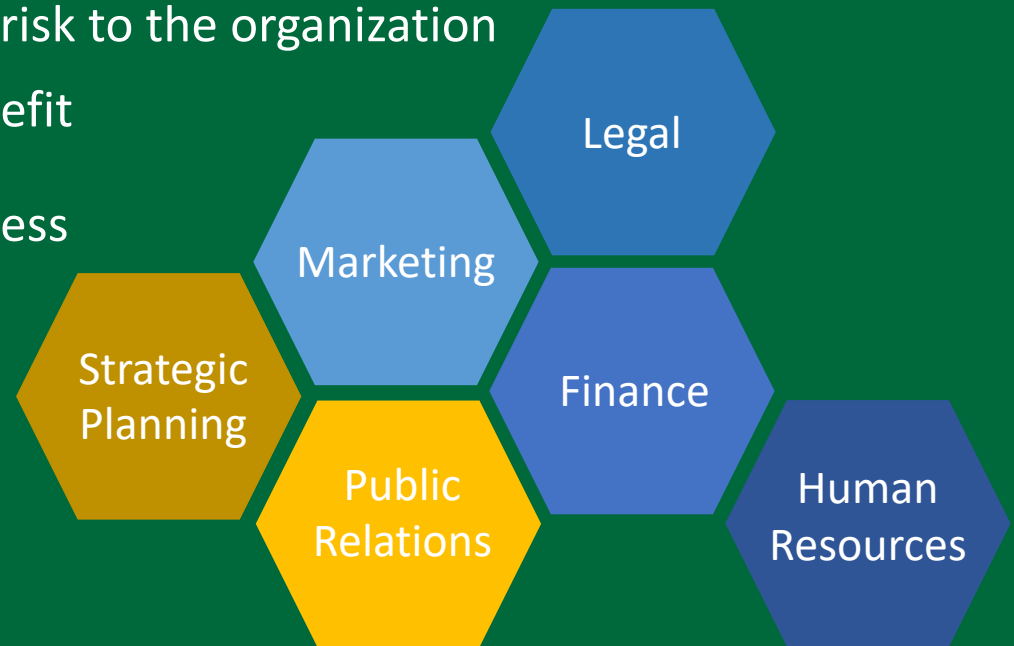 risk to the organization
efit
ess
Legal
Marketing
Strategic
Planning
Finance
Public
Relations
Human
Resources